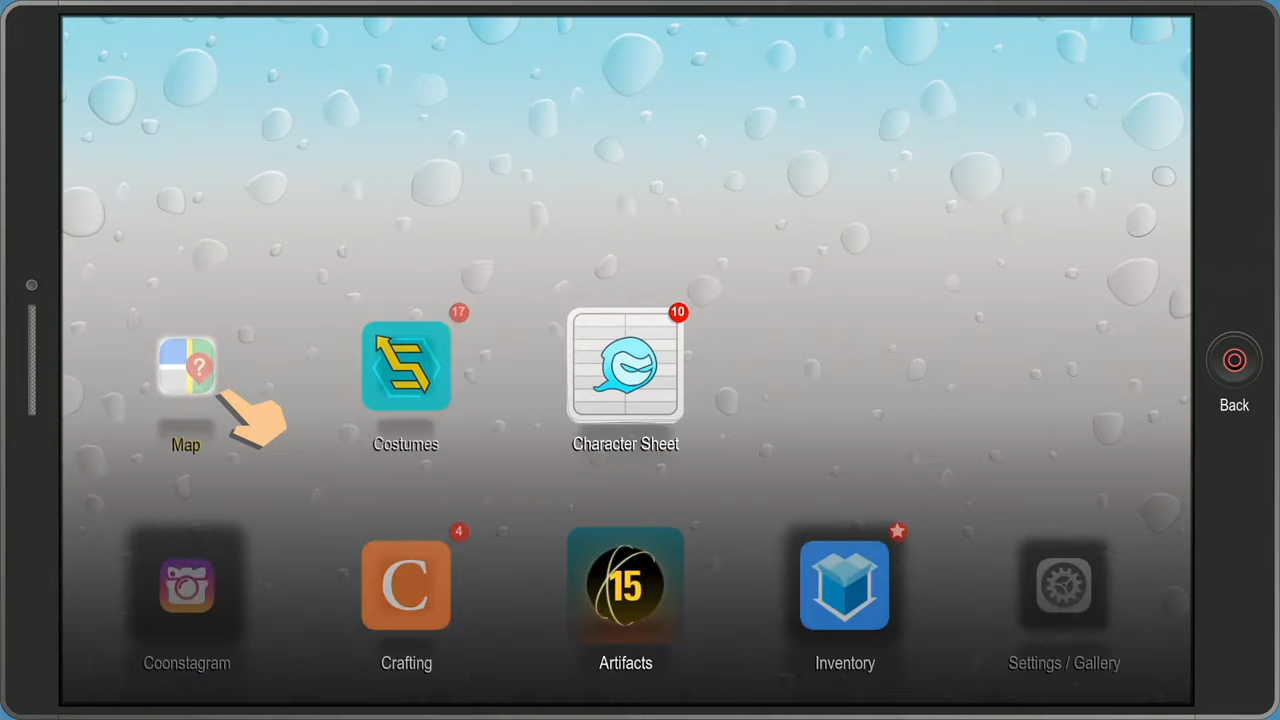 17
10
?
Map
Costumes
Character Sheet
Back
4
C
15
Coonstagram
Crafting
Artifacts
Inventory
Settings / Gallery